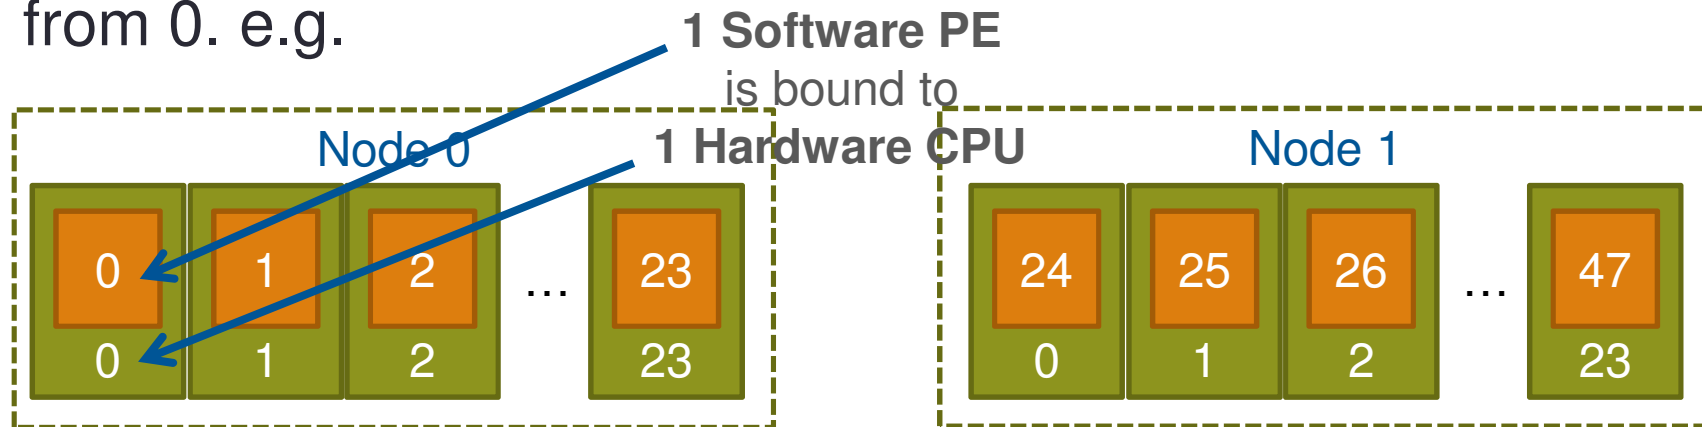 from 0. e.g.
1 Software PE
is bound to
1 Hardware CPU
Node 0
Node 1
0 1 2 ... 23
0 1 2 23
24 25 26 ... 47
0 1 2 23